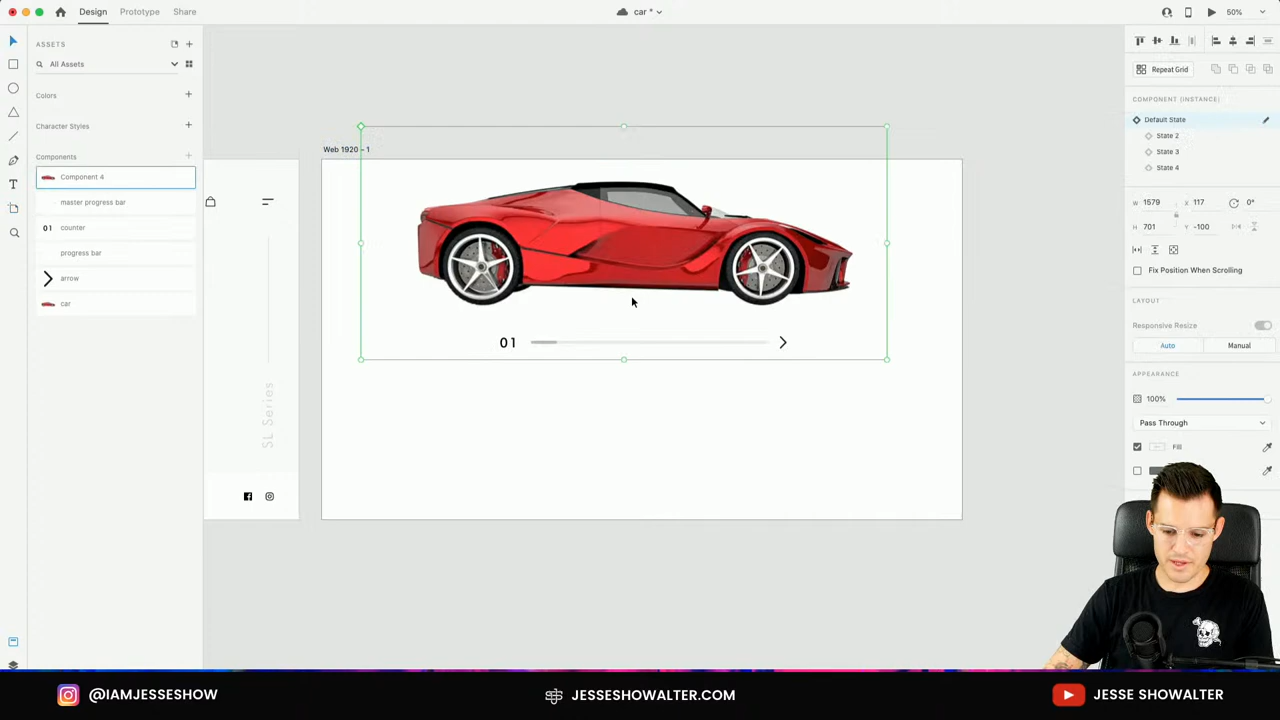 Design
Prototype
Share
car *
50%
ASSETS
All Assets
Colors
Character Styles
Components
Component 4
master progress bar
01 counter
progress bar
arrow
car
Web 1920 – 1
01
SL Series
Repeat Grid
COMPONENT (INSTANCE)
Default State
State 2
State 3
State 4
W 1579 X 117 0°
H 701 Y -100
Fix Position When Scrolling
LAYOUT
Responsive Resize
Auto Manual
APPEARANCE
100%
Pass Through
Fill
@IAMJESSESHOW
JESSESHOWALTER.COM
JESSE SHOWALTER